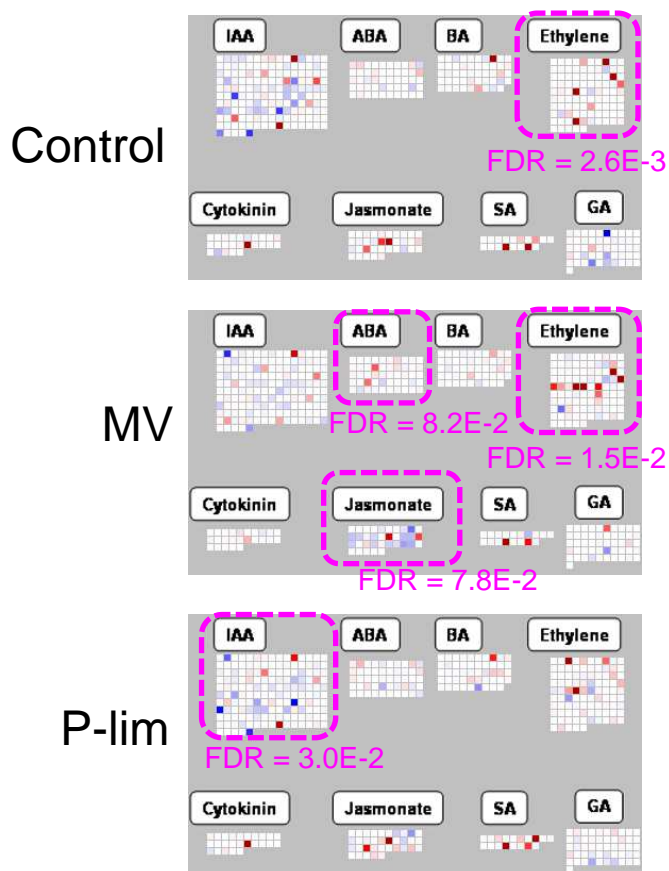 IAA ABA BA Ethylene
Control
FDR = 2.6E-3
Cytokinin Jasmonate SA GA
IAA ABA BA Ethylene
MV
FDR = 8.2E-2
FDR = 1.5E-2
Cytokinin Jasmonate SA GA
FDR = 7.8E-2
IAA ABA BA Ethylene
P-lim
FDR = 3.0E-2
Cytokinin Jasmonate SA GA